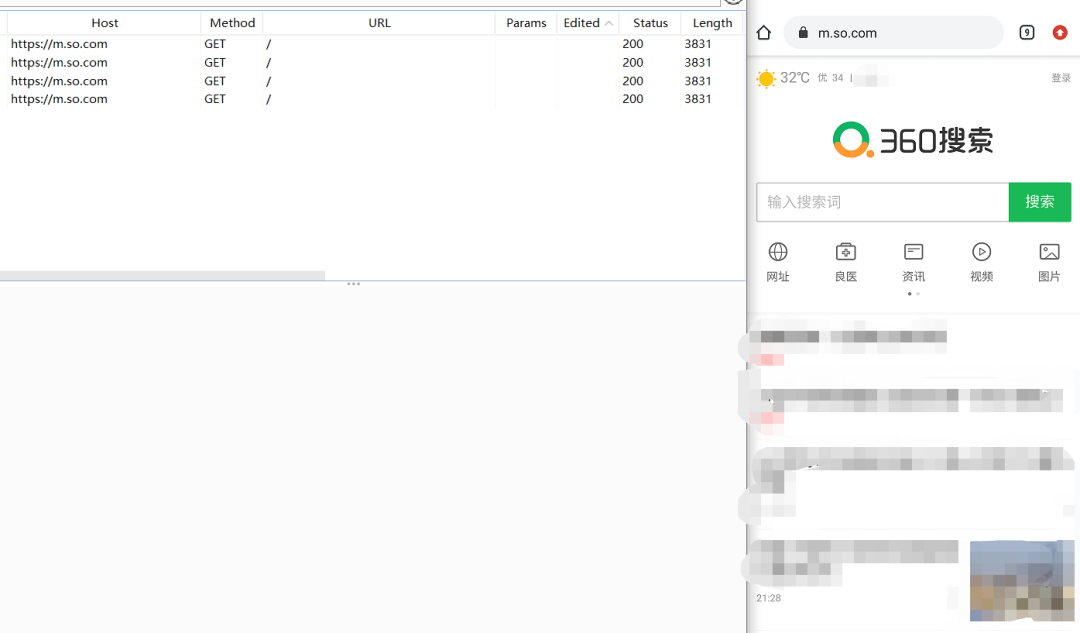 Host Method URL Params Edited Status Length
https://m.so.com GET / 200 3831
https://m.so.com GET / 200 3831
https://m.so.com GET / 200 3831
https://m.so.com GET / 200 3831
9
m.so.com
32℃ 优 34 |
登录
360搜索
输入搜索词 搜索
网址 良医 资讯 视频 图片
21:28